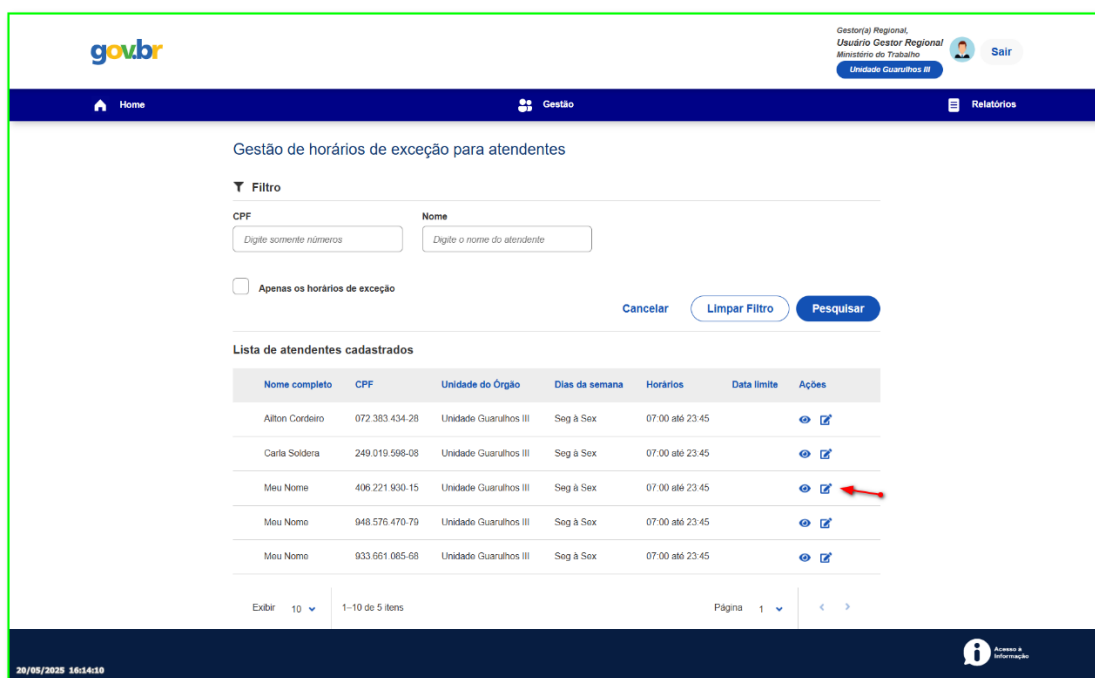 Gestor(a) Regional,
gov.br
Usuário Gestor Regional
Ministério do Trabalho
Sair
Unidade Guarulhos III
Home Gestão Relatórios
Gestão de horários de exceção para atendentes
Filtro
CPF Nome
Digite somente números Digite o nome do atendente
Apenas os horários de exceção
Cancelar Limpar Filtro Pesquisar
Lista de atendentes cadastrados
Nome completo CPF Unidade do Órgão Dias da semana Horários Data limite Ações
Ailton Cordeiro 072.383.434-28 Unidade Guarulhos III Seg à Sex 07:00 até 23:45
Carla Soldera 249.019.598-08 Unidade Guarulhos III Seg à Sex 07:00 até 23:45
Meu Nome 406.221.930-15 Unidade Guarulhos III Seg à Sex 07:00 até 23:45
Meu Nome 948.576.470-79 Unidade Guarulhos III Seg à Sex 07:00 até 23:45
Meu Nome 933.661.085-68 Unidade Guarulhos III Seg à Sex 07:00 até 23:45
Exibir 10 1–10 de 5 itens Página 1
Acesso à
Informação
20/05/2025 16:14:10